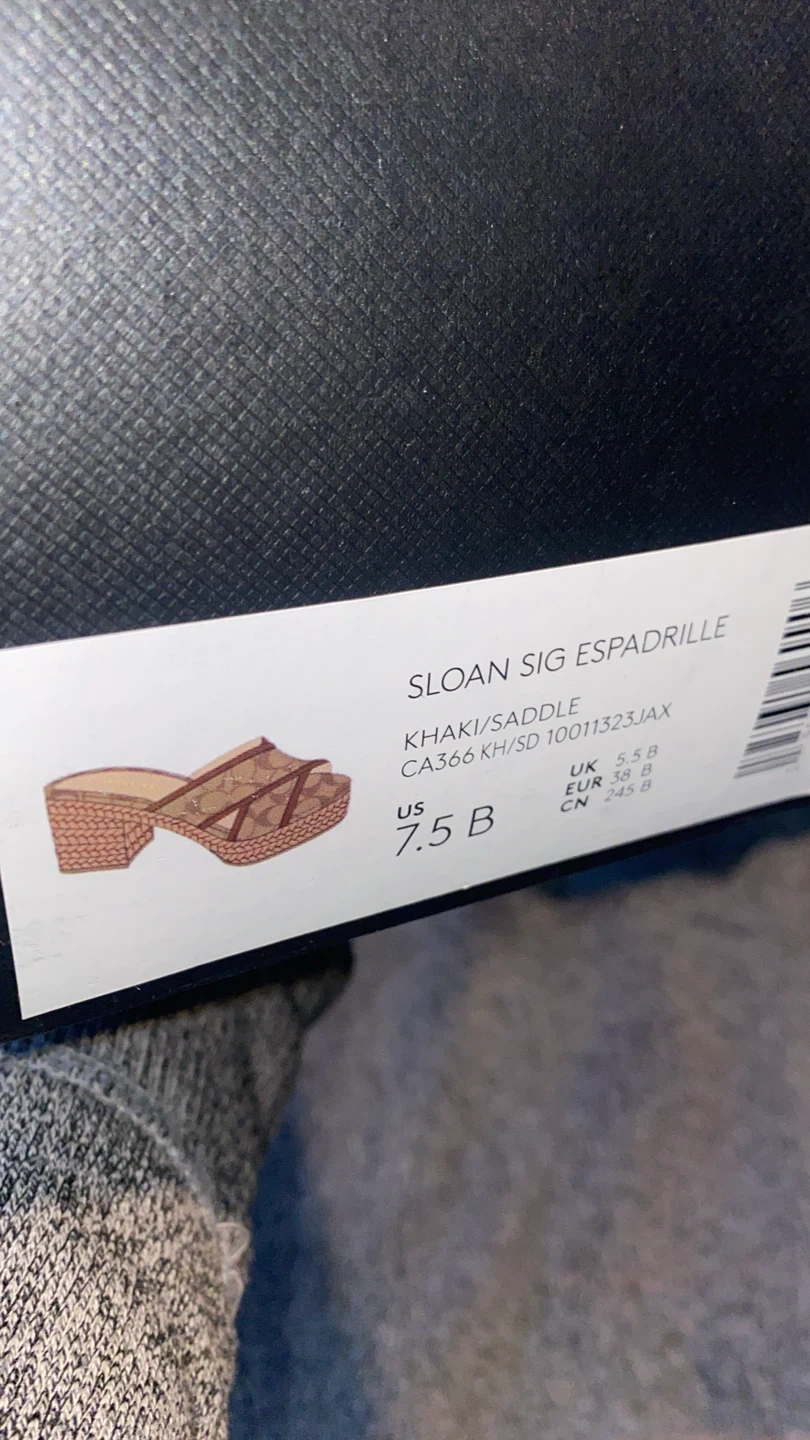 SLOAN SIG ESPADRILLE
KHAKI/SADDLE
CA366 KH/SD 10011323JAX
US
7.5 B
UK 5.5 B
EUR 38 B
CN 245 B